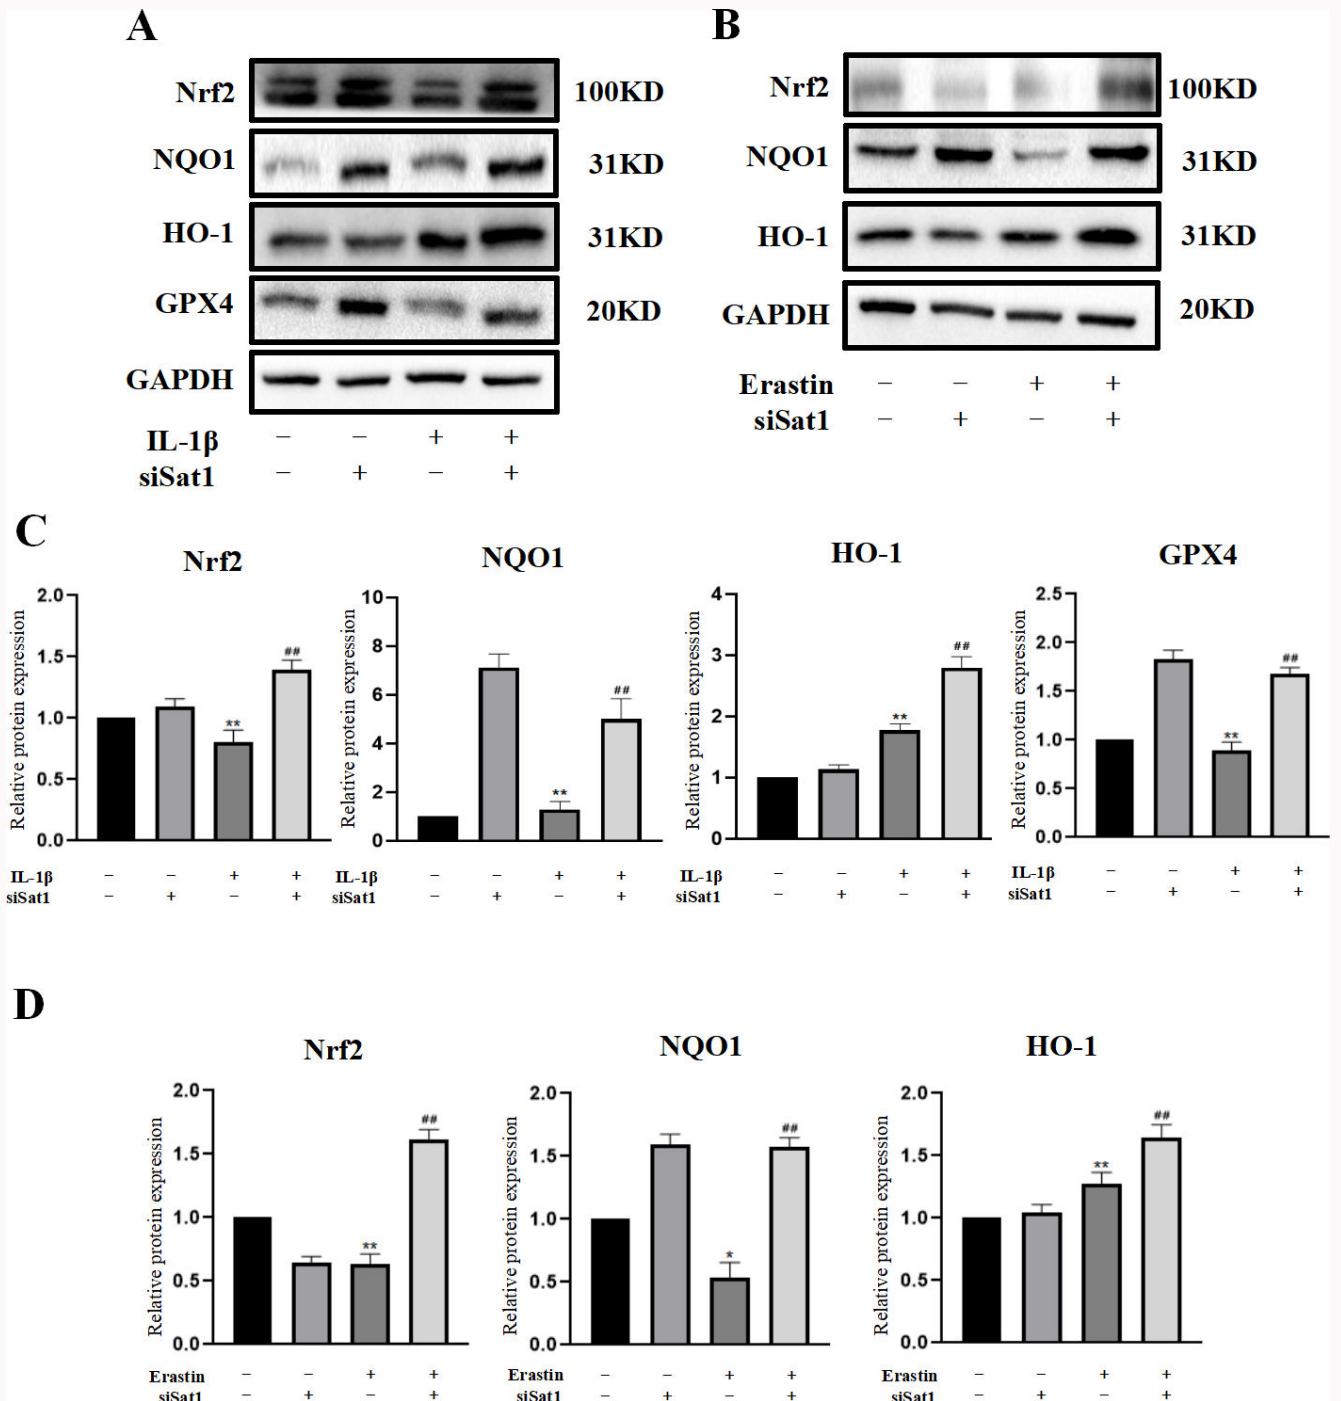 A
Nrf2 100KD
NQO1 31KD
HO-1 31KD
GPX4 20KD
GAPDH
IL-1β − − + +
siSat1 − + − +
B
Nrf2 100KD
NQO1 31KD
HO-1 31KD
GAPDH 20KD
Erastin − − + +
siSat1 − + − +
C
Nrf2
Relative protein expression
2.0
1.5
1.0
0.5
0.0
**
##
IL-1β − − + +
siSat1 − + − +
NQO1
Relative protein expression
10
8
6
4
2
0
**
##
IL-1β − − + +
siSat1 − + − +
HO-1
Relative protein expression
4
3
2
1
0
**
##
IL-1β − − + +
siSat1 − + − +
GPX4
Relative protein expression
2.5
2.0
1.5
1.0
0.5
0.0
**
##
IL-1β − − + +
siSat1 − + − +
D
Nrf2
Relative protein expression
2.0
1.5
1.0
0.5
0.0
**
##
Erastin − − + +
siSat1 − + − +
NQO1
Relative protein expression
2.0
1.5
1.0
0.5
0.0
*
##
Erastin − − + +
siSat1 − + − +
HO-1
Relative protein expression
2.0
1.5
1.0
0.5
0.0
**
##
Erastin − − + +
siSat1 − + − +